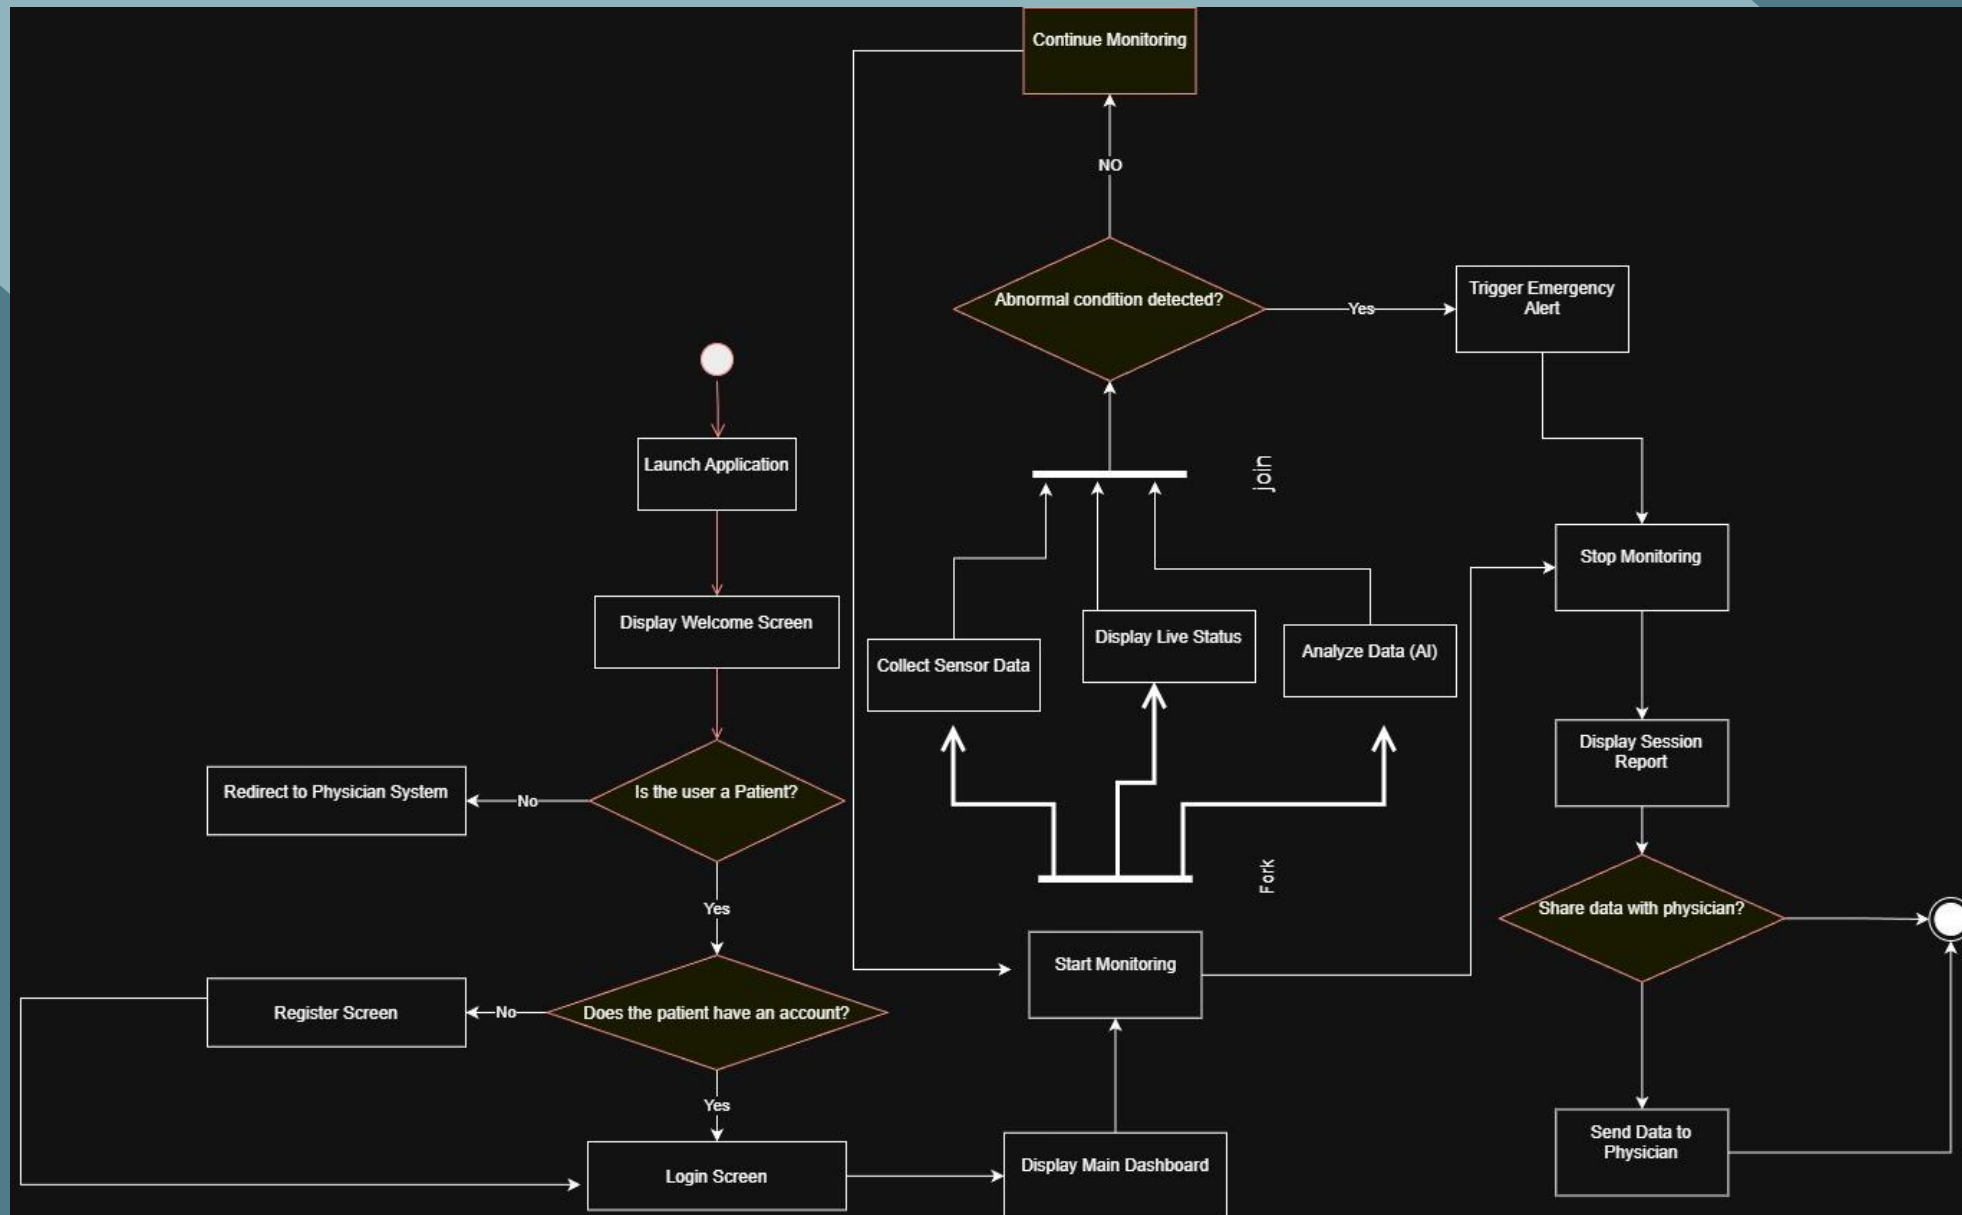 Continue Monitoring
NO
Abnormal condition detected?
Yes
Trigger Emergency
Alert
Launch Application
join
Stop Monitoring
Display Welcome Screen
Display Live Status
Collect Sensor Data
Analyze Data (AI)
Display Session
Report
Redirect to Physician System
No
Is the user a Patient?
Fork
Yes
Share data with physician?
Start Monitoring
Register Screen
No
Does the patient have an account?
Yes
Send Data to
Physician
Login Screen
Display Main Dashboard